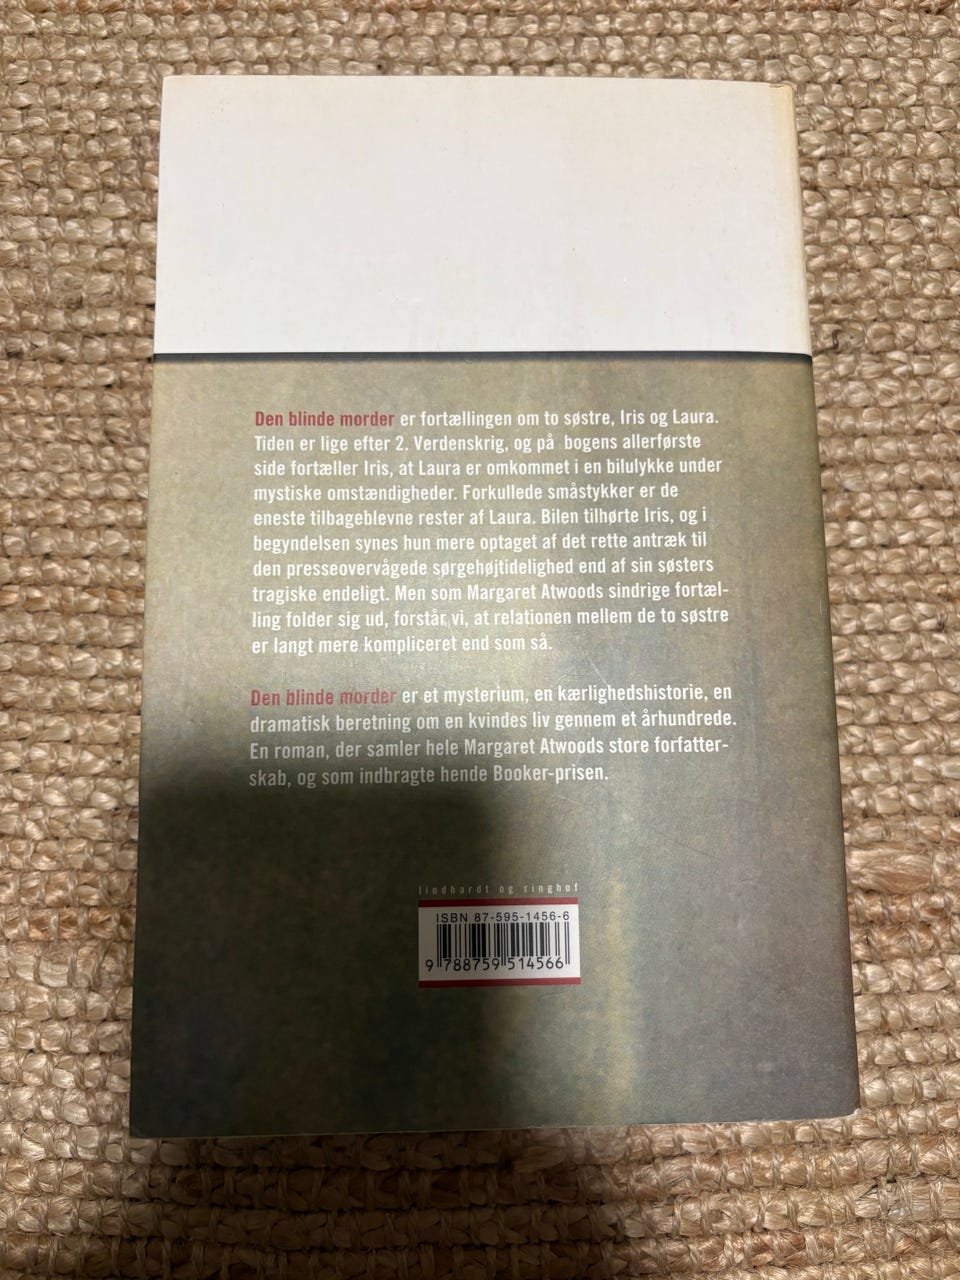 Den blinde morder er fortællingen om to søstre, Iris og Laura.
Tiden er lige efter 2. Verdenskrig, og på bogens allerførste
side fortæller Iris, at Laura er omkommet i en bilulykke under
mystiske omstændigheder. Forkullede småstykker er de
eneste tilbageblevne rester af Laura. Bilen tilhørte Iris, og i
begyndelsen synes hun mere optaget af det rette antræk til
den presseovervågede sørgehøjtidelighed end af sin søsters
tragiske endeligt. Men som Margaret Atwoods sindrige fortæl-
ling folder sig ud, forstår vi, at relationen mellem de to søstre
er langt mere kompliceret end som så.
Den blinde morder er et mysterium, en kærlighedshistorie, en
dramatisk beretning om en kvindes liv gennem et århundrede.
En roman, der samler hele Margaret Atwoods store forfatter-
skab, og som indbragte hende Booker-prisen.
lindhardt og ringhof
ISBN 87-595-1456-6
9 788759 514566